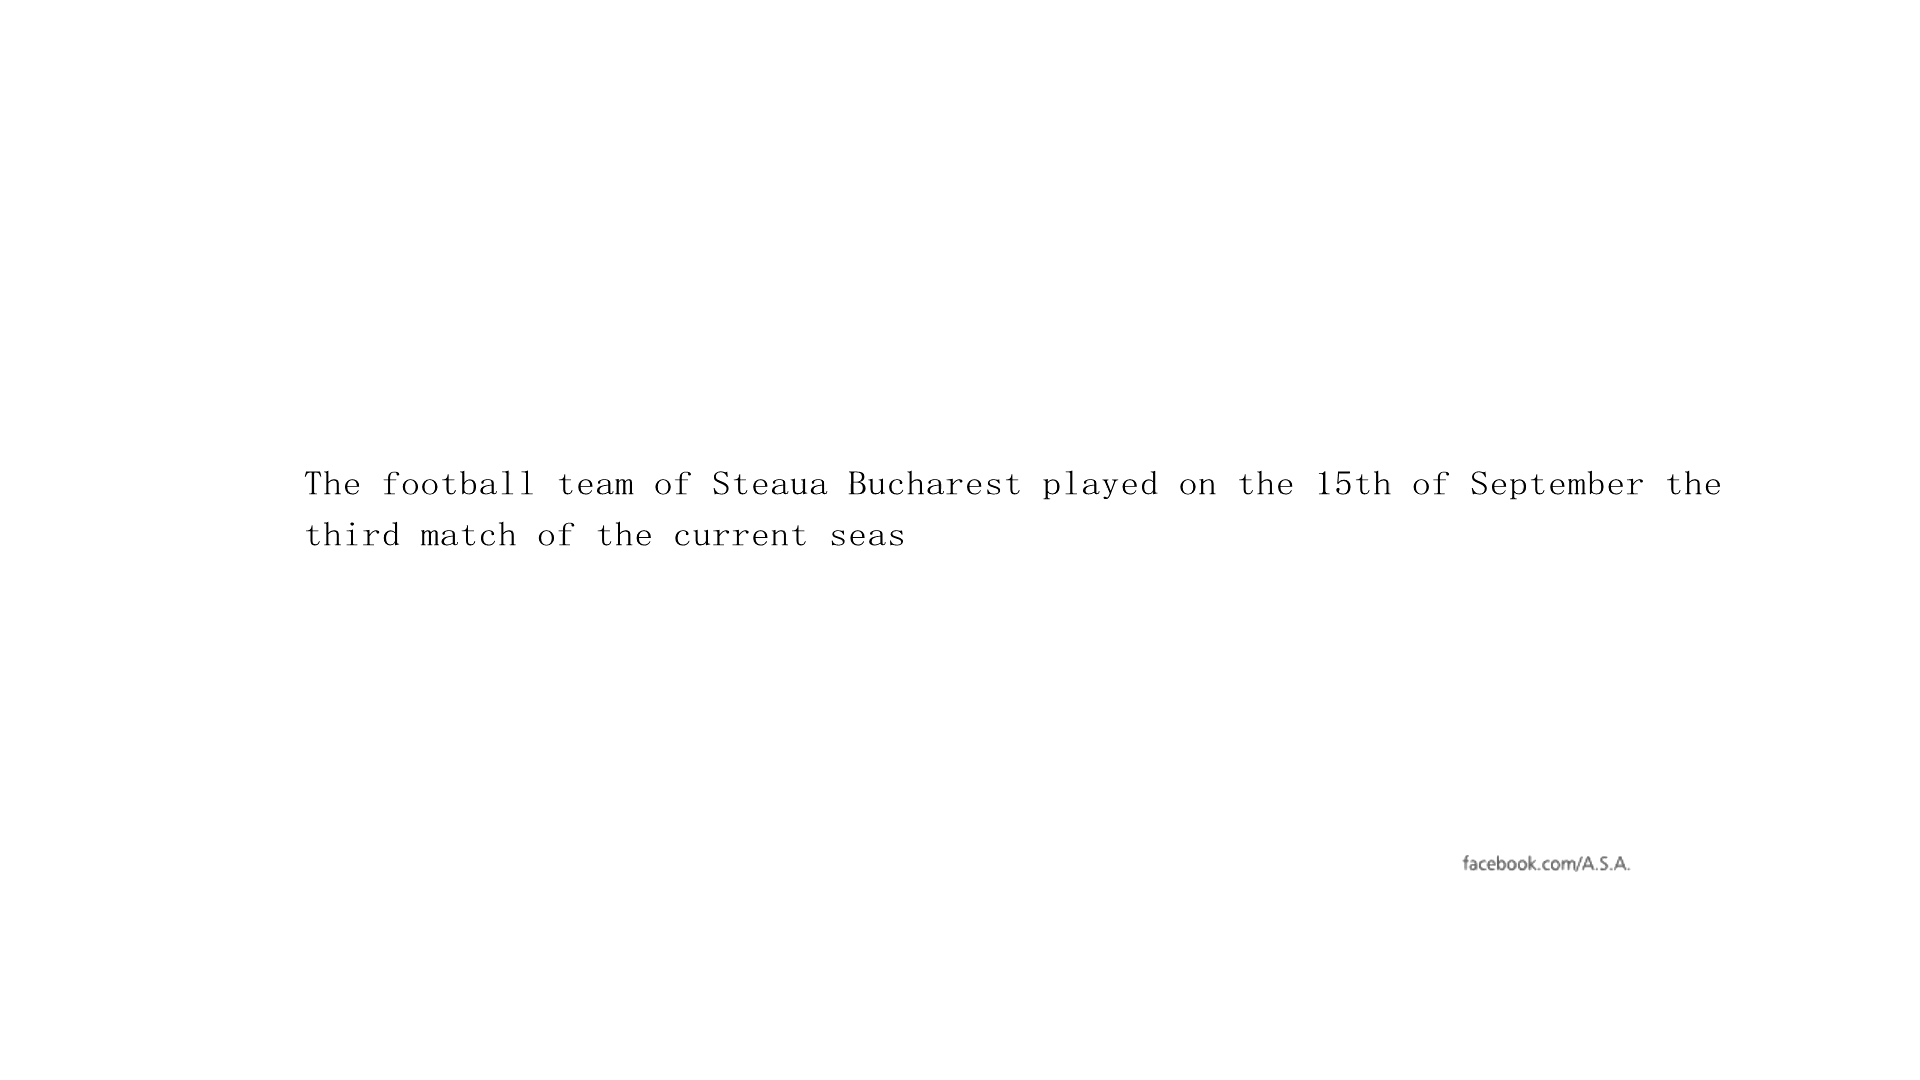 The football team of Steaua Bucharest played on the 15th of September the
third match of the current seas
facebook.com/A.S.A.